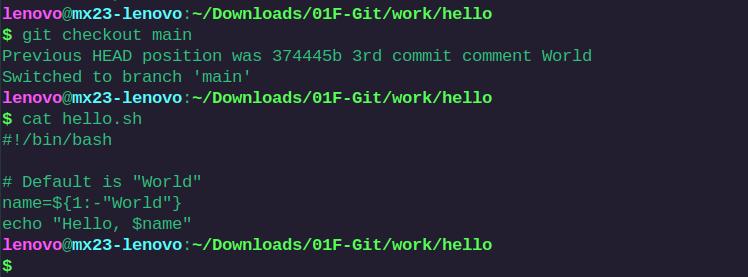 lenovo@mx23-lenovo:~/Downloads/01F-Git/work/hello
$ git checkout main
Previous HEAD position was 374445b 3rd commit comment World
Switched to branch 'main'
lenovo@mx23-lenovo:~/Downloads/01F-Git/work/hello
$ cat hello.sh
#!/bin/bash

# Default is "World"
name=${1:-"World"}
echo "Hello, $name"
lenovo@mx23-lenovo:~/Downloads/01F-Git/work/hello
$